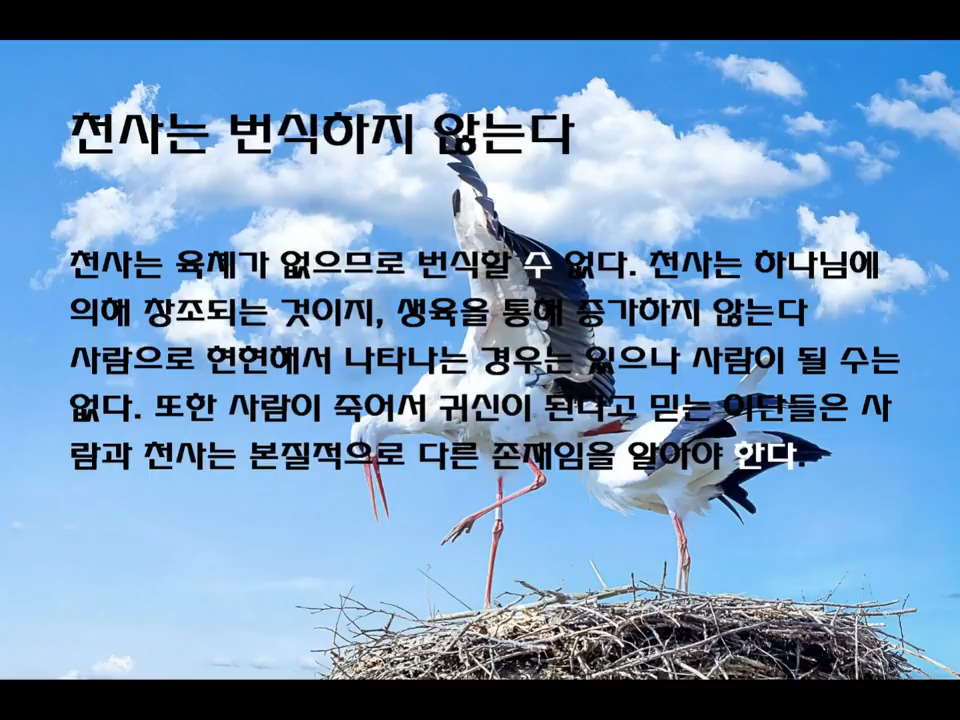 천사는 번식하지 않는다
천사는 육체가 없으므로 번식할 수 없다. 천사는 하나님에
의해 창조되는 것이지, 생육을 통해 증가하지 않는다
사람으로 현현해서 나타나는 경우는 있으나 사람이 될 수는
없다. 또한 사람이 죽어서 귀신이 된다고 믿는 이단들은 사
람과 천사는 본질적으로 다른 존재임을 알아야 한다.